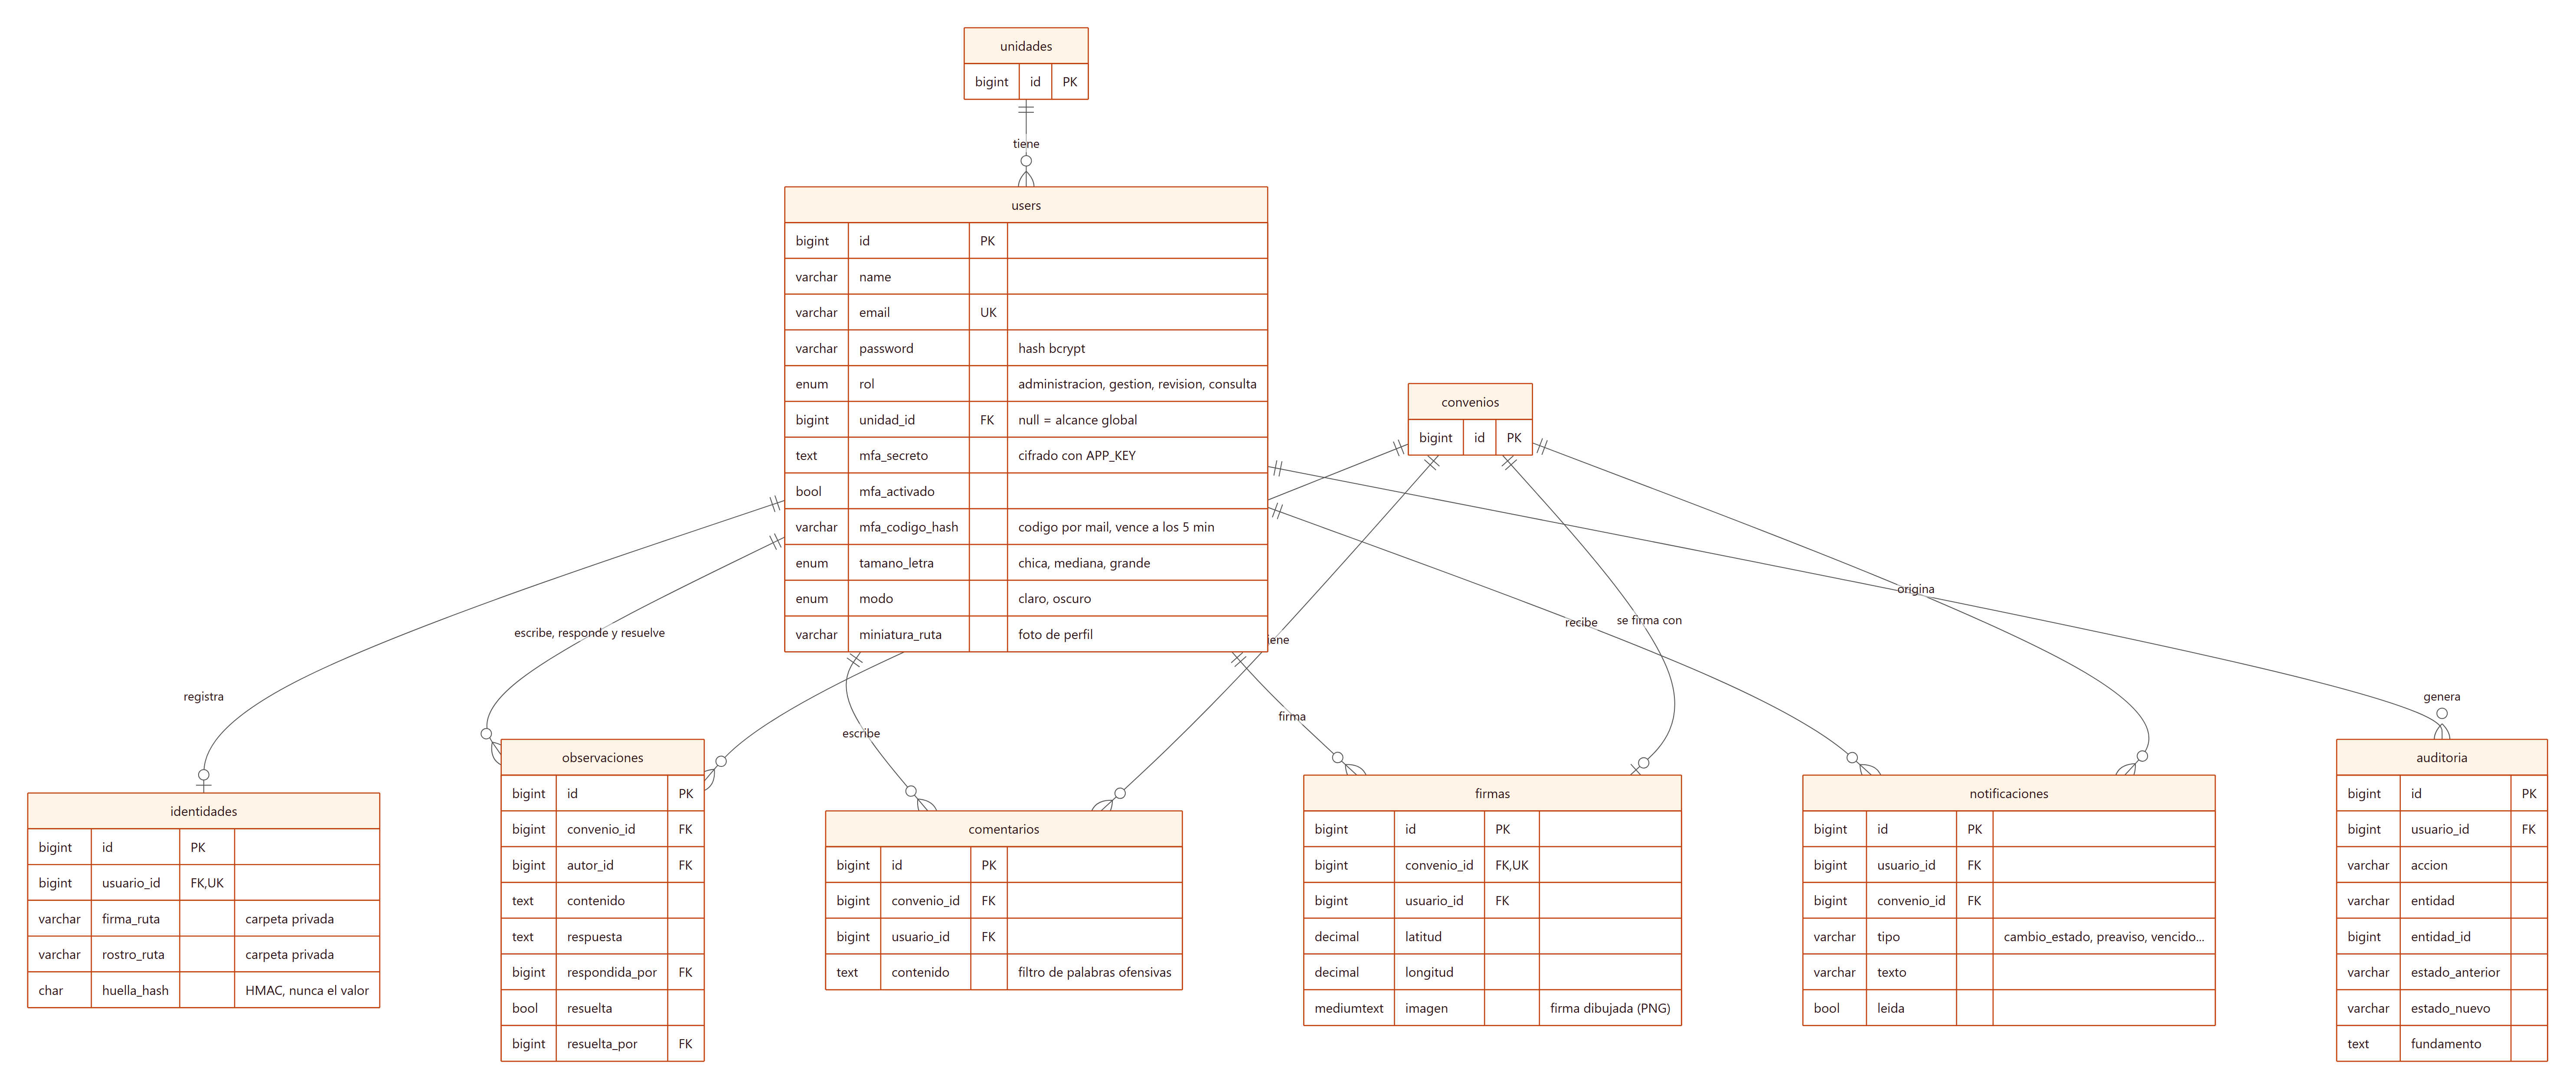 unidades
bigint id PK
tiene
users
bigint id PK
varchar name
varchar email UK
varchar password hash bcrypt
enum rol administracion, gestion, revision, consulta
bigint unidad_id FK null = alcance global
text mfa_secreto cifrado con APP_KEY
bool mfa_activado
varchar mfa_codigo_hash codigo por mail, vence a los 5 min
enum tamano_letra chica, mediana, grande
enum modo claro, oscuro
varchar miniatura_ruta foto de perfil
convenios
bigint id PK
origina
recibe
se firma con
escribe, responde y resuelve
iene
registra
genera
firma
escribe
identidades
bigint id PK
bigint usuario_id FK,UK
varchar firma_ruta carpeta privada
varchar rostro_ruta carpeta privada
char huella_hash HMAC, nunca el valor
observaciones
bigint id PK
bigint convenio_id FK
bigint autor_id FK
text contenido
text respuesta
bigint respondida_por FK
bool resuelta
bigint resuelta_por FK
comentarios
bigint id PK
bigint convenio_id FK
bigint usuario_id FK
text contenido filtro de palabras ofensivas
firmas
bigint id PK
bigint convenio_id FK,UK
bigint usuario_id FK
decimal latitud
decimal longitud
mediumtext imagen firma dibujada (PNG)
notificaciones
bigint id PK
bigint usuario_id FK
bigint convenio_id FK
varchar tipo cambio_estado, preaviso, vencido...
varchar texto
bool leida
auditoria
bigint id PK
bigint usuario_id FK
varchar accion
varchar entidad
bigint entidad_id
varchar estado_anterior
varchar estado_nuevo
text fundamento